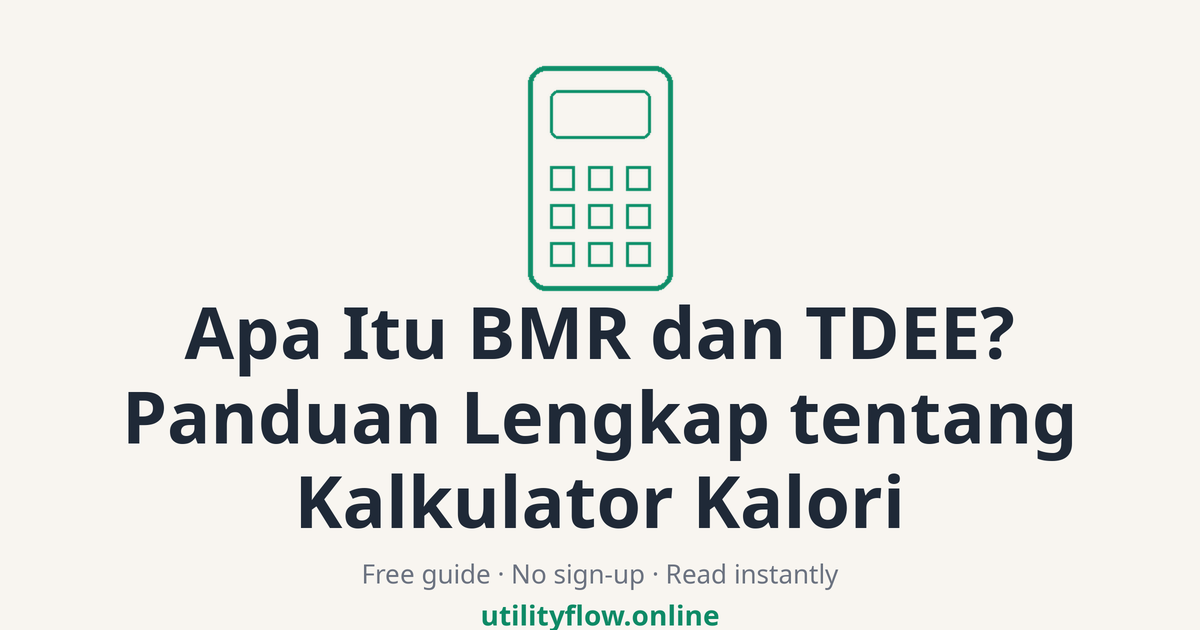 Apa Itu BMR dan TDEE?
Panduan Lengkap tentang
Kalkulator Kalori
Free guide · No sign-up · Read instantly
utilityflow.online